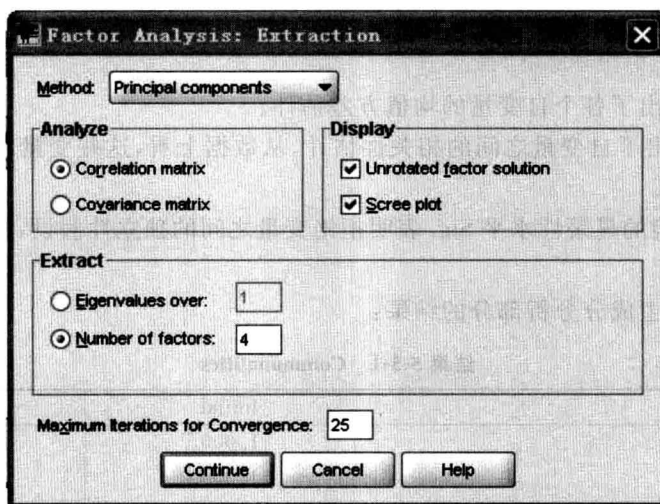 Factor Analysis: Extraction
Method: Principal components
Analyze
Correlation matrix
Covariance matrix
Display
Unrotated factor solution
Scree plot
Extract
Eigenvalues over: 1
Number of factors: 4
Maximum Iterations for Convergence: 25
Continue
Cancel
Help